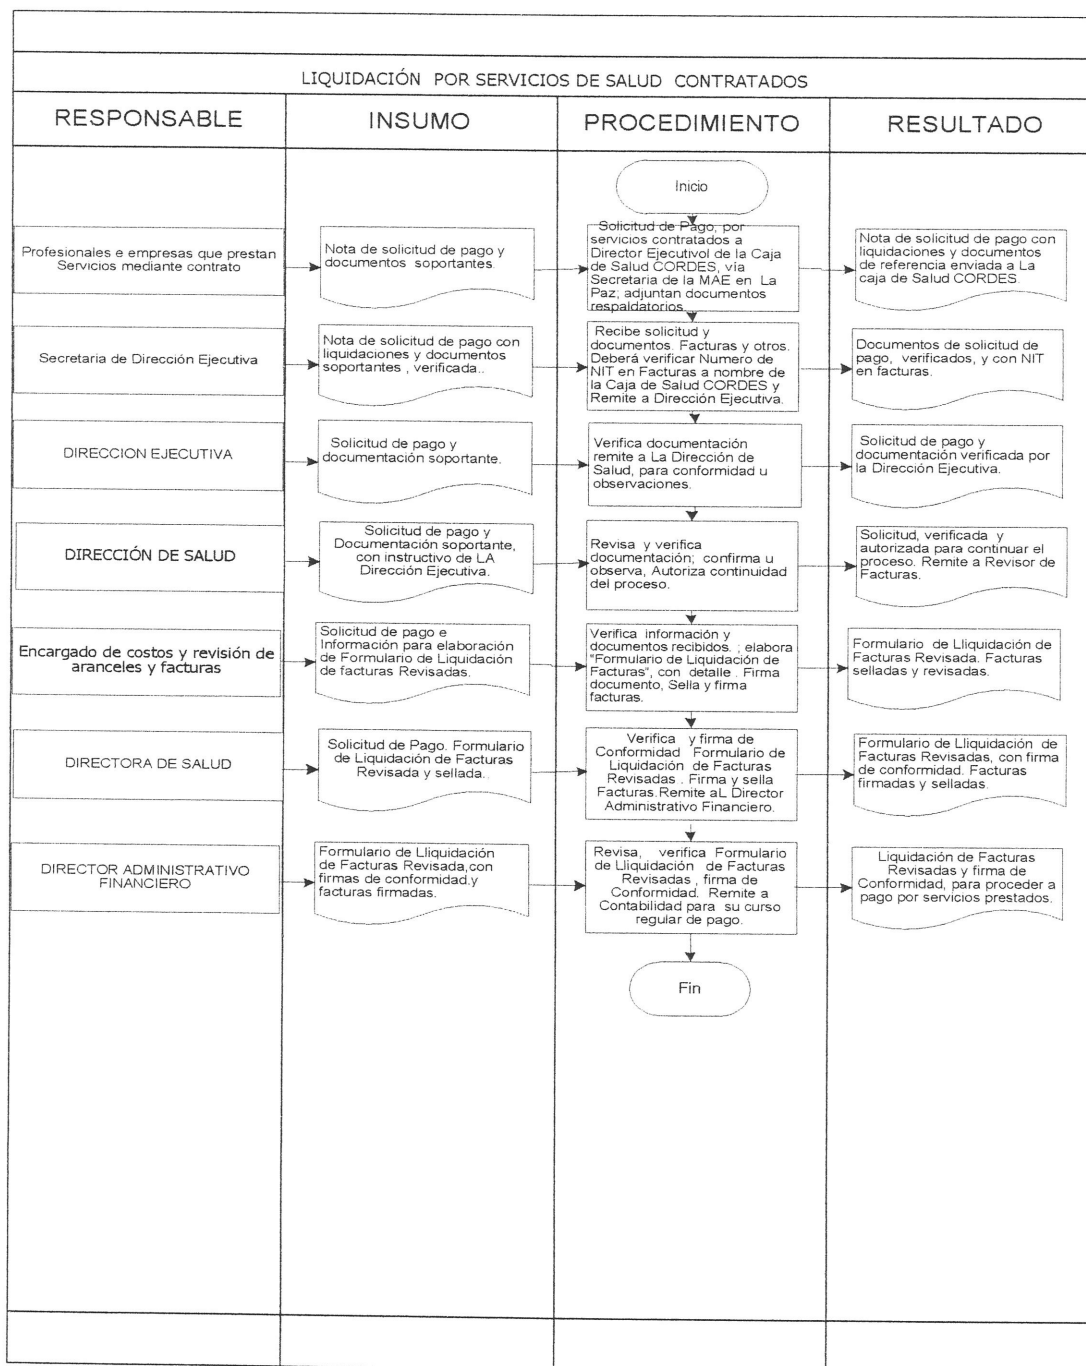 LIQUIDACIÓN POR SERVICIOS DE SALUD CONTRATADOS
RESPONSABLE
INSUMO
PROCEDIMIENTO
RESULTADO
Inicio
Profesionales e empresas que prestan
Servicios mediante contrato
Nota de solicitud de pago y
documentos soportantes.
Solicitud de Pago, por
servicios contratados a
Director Ejecutivol de la Caja
de Salud CORDES, vía
Secretaria de la MAE en La
Paz; adjuntan documentos
respaldatorios
Nota de solicitud de pago con
liquidaciones y documentos
de referencia enviada a La
caja de Salud CORDES.
Secretaria de Dirección Ejecutiva
Nota de solicitud de pago con
liquidaciones y documentos
soportantes , verificada..
Recibe solicitud y
documentos. Facturas y otros.
Deberá verificar Numero de
NIT en Facturas a nombre de
la Caja de Salud CORDES y
Remite a Dirección Ejecutiva.
Documentos de solicitud de
pago, verificados, y con NIT
en facturas.
DIRECCION EJECUTIVA
Solicitud de pago y
documentación soportante.
Verifica documentación
remite a La Dirección de
Salud, para conformidad u
observaciones.
Solicitud de pago y
documentación verificada por
la Dirección Ejecutiva.
DIRECCIÓN DE SALUD
Solicitud de pago y
Documentación soportante,
con instructivo de LA
Dirección Ejecutiva.
Revisa y verifica
documentación; confirma u
observa, Autoriza continuidad
del proceso.
Solicitud, verificada y
autorizada para continuar el
proceso. Remite a Revisor de
Facturas.
Encargado de costos y revisión de
aranceles y facturas
Solicitud de pago e
Información para elaboración
de Formulario de Liquidación
de facturas Revisadas.
Verifica información y
documentos recibidos. ; elabora
"Formulario de Liquidación de
Facturas", con detalle . Firma
documento, Sella y firma
facturas.
Formulario de Lliquidación de
Facturas Revisada. Facturas
selladas y revisadas.
DIRECTORA DE SALUD
Solicitud de Pago. Formulario
de Liquidación de Facturas
Revisada y sellada..
Verifica y firma de
Conformidad Formulario de
Liquidación de Facturas
Revisadas . Firma y sella
Facturas.Remite aL Director
Administrativo Financiero.
Formulario de Lliquidación de
Facturas Revisadas, con firma
de conformidad. Facturas
firmadas y selladas.
DIRECTOR ADMINISTRATIVO
FINANCIERO
Formulario de Lliquidación
de Facturas Revisada,con
firmas de conformidad.y
facturas firmadas.
Revisa, verifica Formulario
de Lliquidación de Facturas
Revisadas , firma de
Conformidad. Remite a
Contabilidad para su curso
regular de pago.
Liquidación de Facturas
Revisadas y firma de
Conformidad, para proceder a
pago por servicios prestados.
Fin